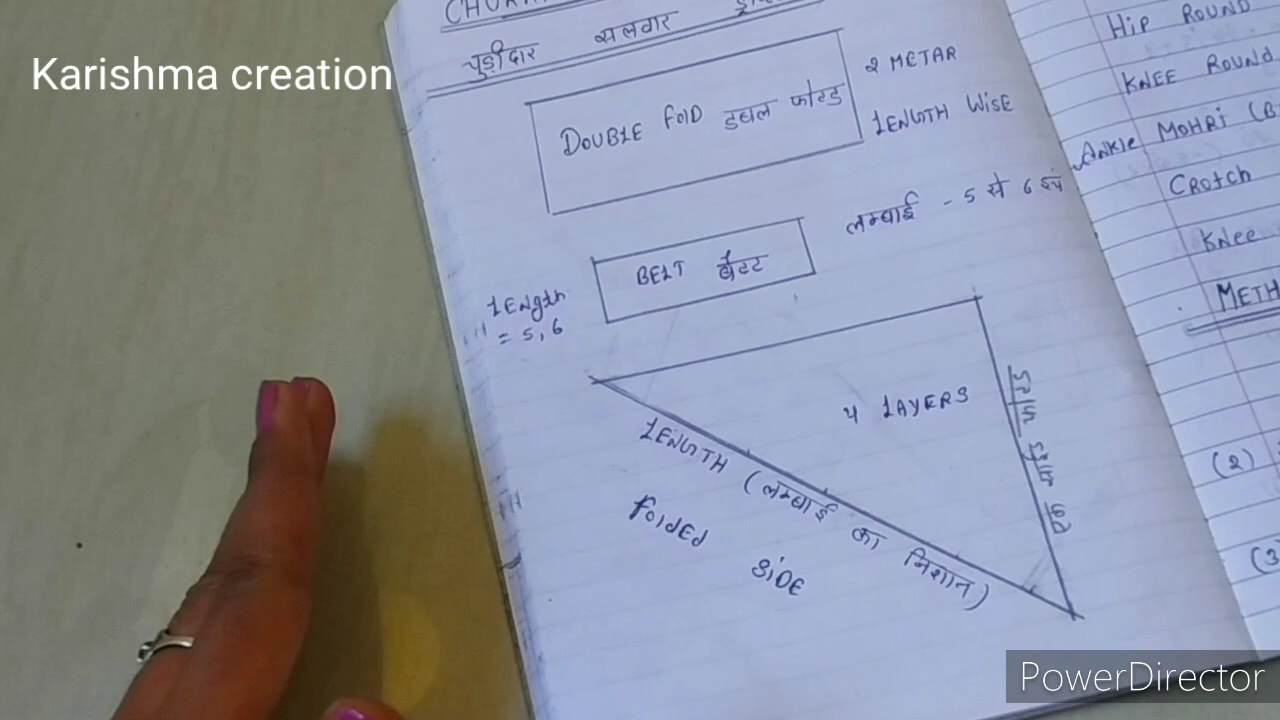 Karishma creation
चुड़ीदार सलवार
DOUBLE FOLD डबल फोल्ड
2 METAR
LENGTH WISE
लम्बाई - 5 से 6 इंच
BELT बैल्ट
LENgth
= 5, 6
4 LAYERS
LENGTH (लम्बाई का निशान)
FOlDED SiDE
HiP ROUND
KNEE ROUND
ANKle MOHRi (B
CROtch
KNee
METH
(2)
(3
PowerDirector